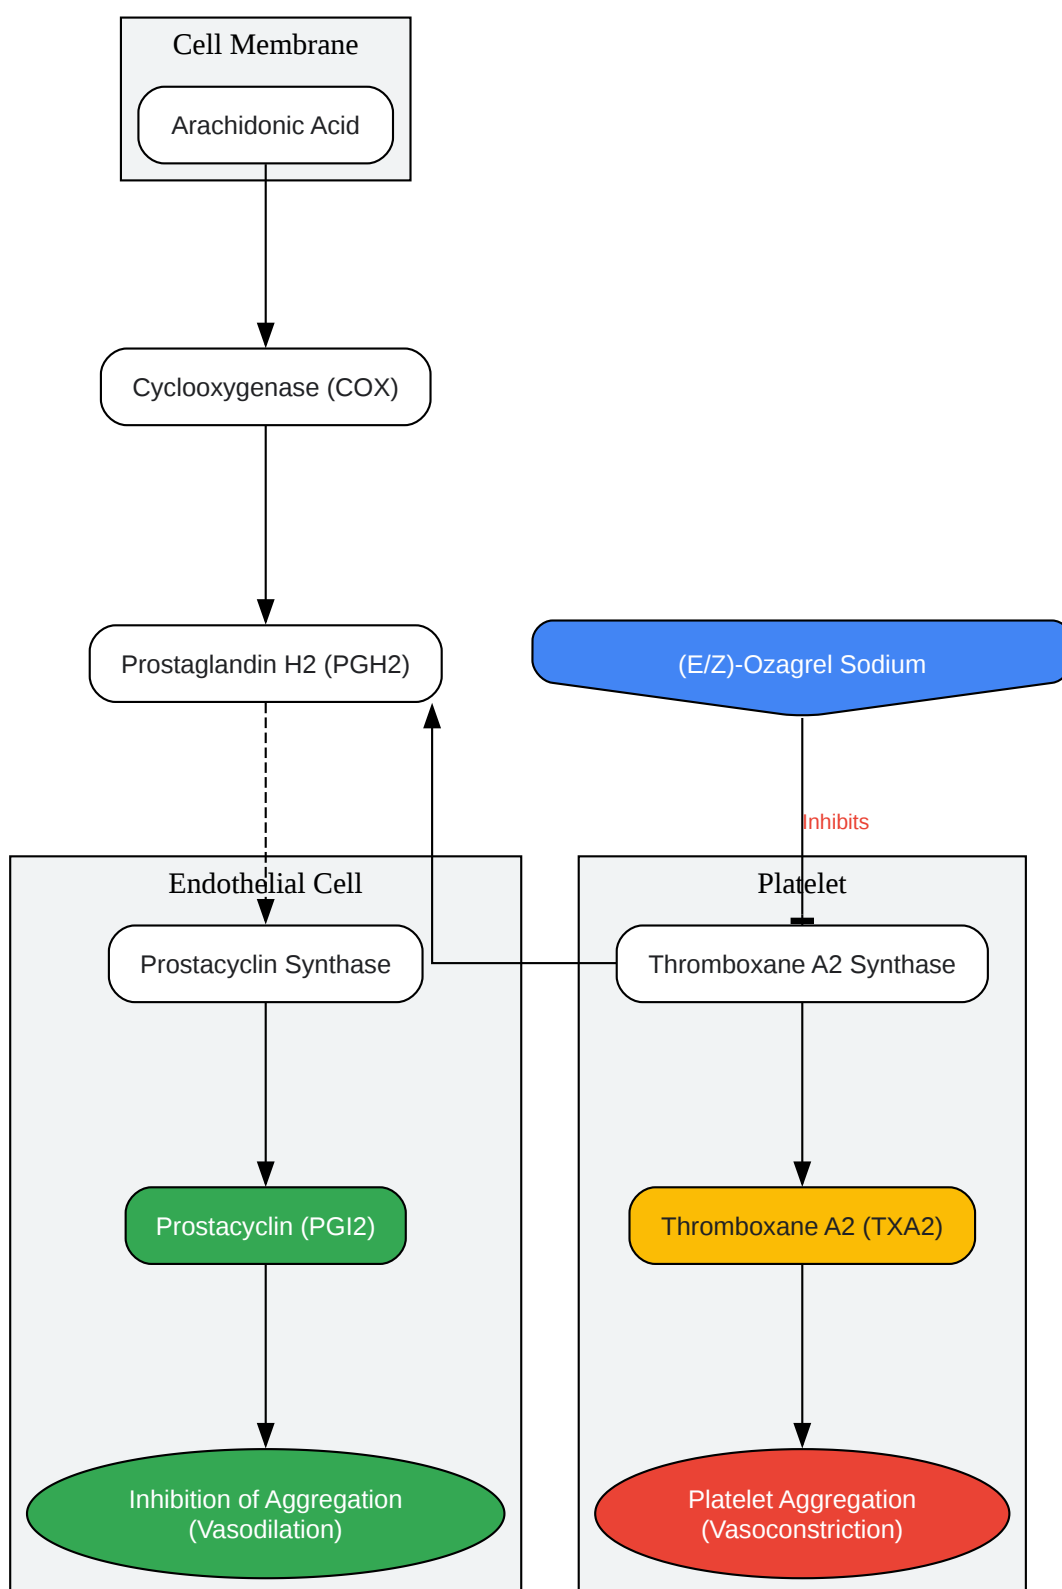 Cell Membrane
Arachidonic Acid
Cyclooxygenase (COX)
Prostaglandin H2 (PGH2)
(E/Z)-Ozagrel Sodium
Inhibits
Endothelial Cell
Platelet
Prostacyclin Synthase
Thromboxane A2 Synthase
Prostacyclin (PGI2)
Thromboxane A2 (TXA2)
Inhibition of Aggregation
(Vasodilation)
Platelet Aggregation
(Vasoconstriction)